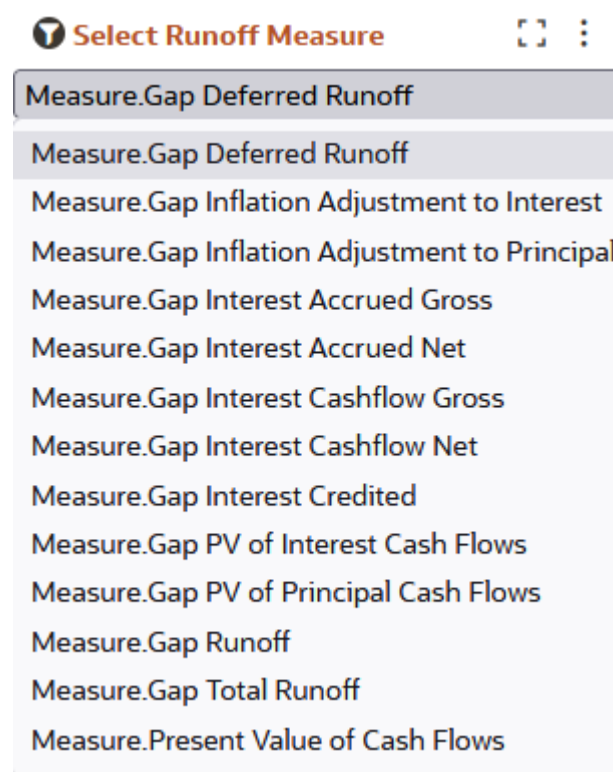 Select Runoff Measure
Measure.Gap Deferred Runoff
Measure.Gap Deferred Runoff
Measure.Gap Inflation Adjustment to Interest
Measure.Gap Inflation Adjustment to Principal
Measure.Gap Interest Accrued Gross
Measure.Gap Interest Accrued Net
Measure.Gap Interest Cashflow Gross
Measure.Gap Interest Cashflow Net
Measure.Gap Interest Credited
Measure.Gap PV of Interest Cash Flows
Measure.Gap PV of Principal Cash Flows
Measure.Gap Runoff
Measure.Gap Total Runoff
Measure.Present Value of Cash Flows